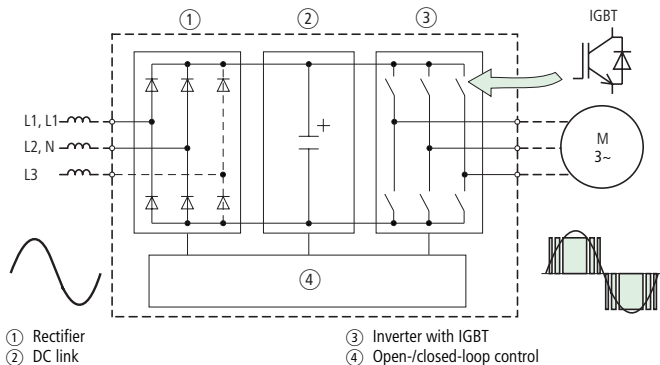 ① ② ③ IGBT
L1, L1
L2, N
L3
+
M
3~
④
① Rectifier
② DC link
③ Inverter with IGBT
④ Open-/closed-loop control